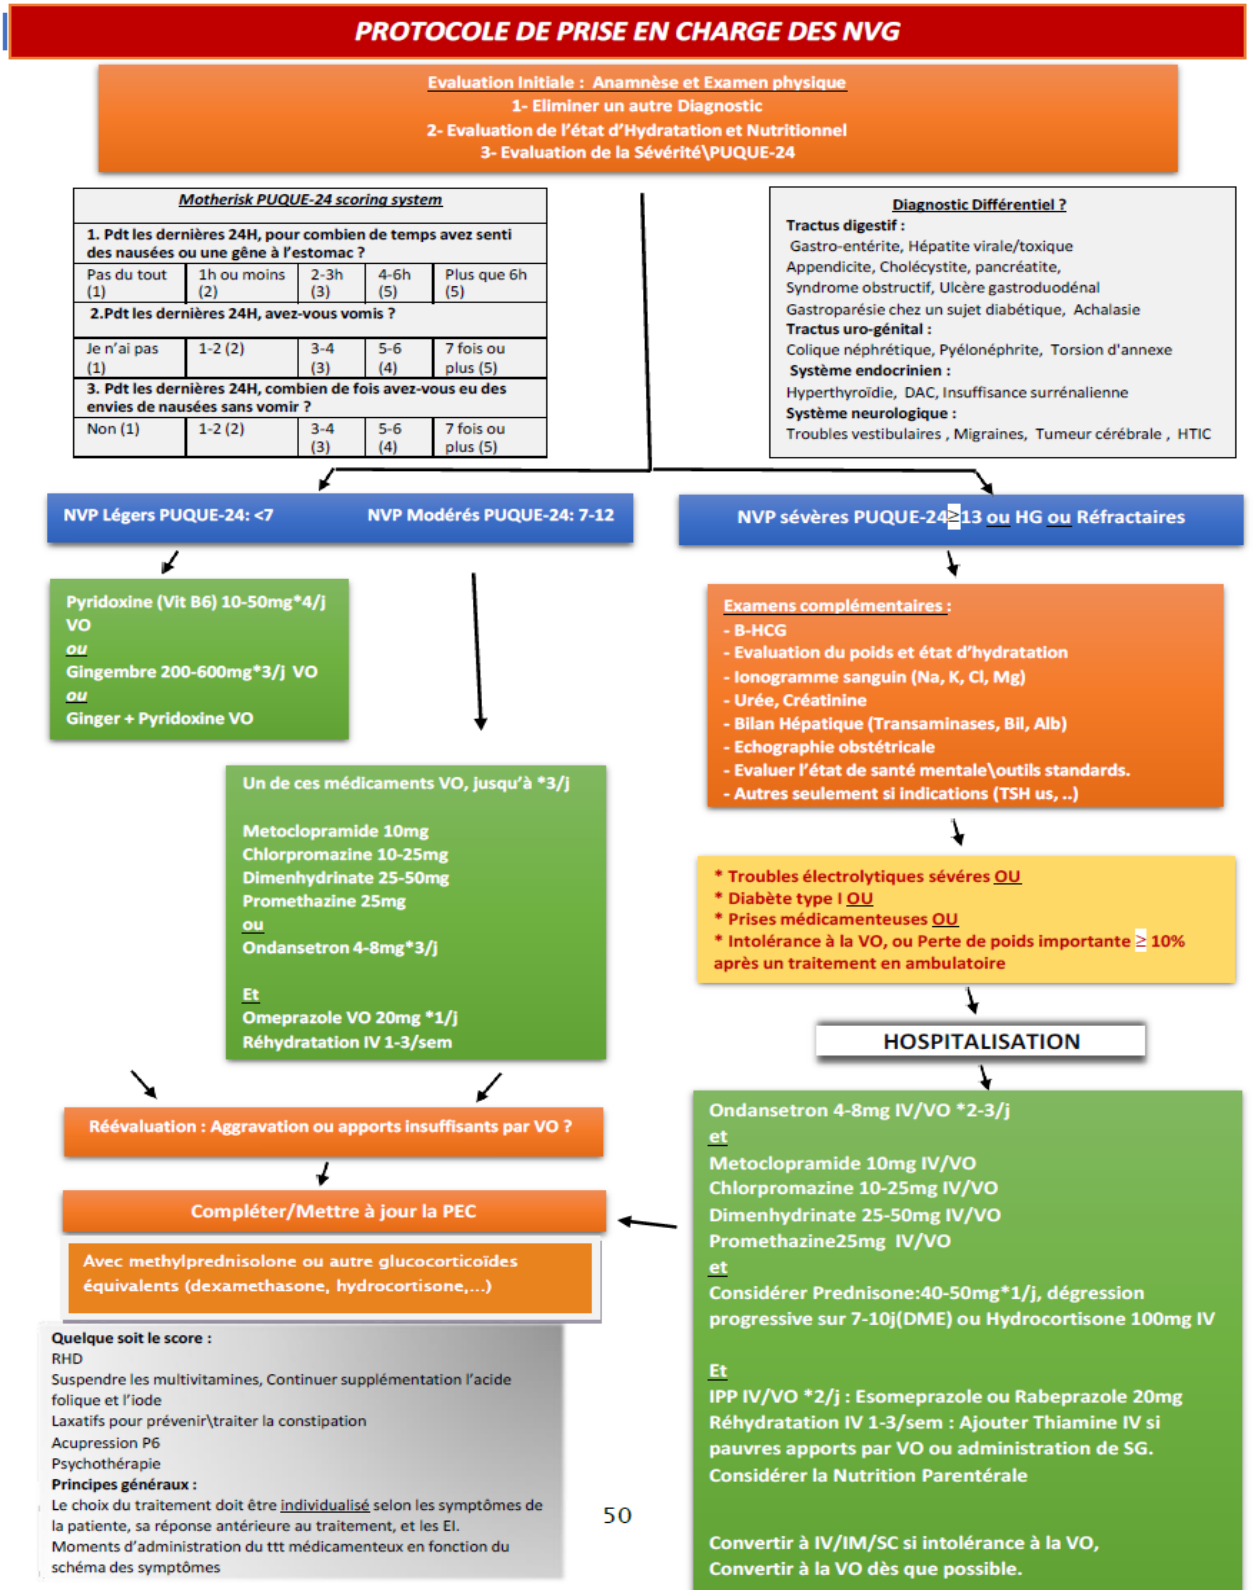 PROTOCOLE DE PRISE EN CHARGE DES NVG
Evaluation Initiale : Anamnèse et Examen physique
1- Eliminer un autre Diagnostic
2- Evaluation de l'état d'Hydratation et Nutritionnel
3- Evaluation de la Sévérité\PUQUE-24
Motherisk PUQUE-24 scoring system
1. Pdt les dernières 24H, pour combien de temps avez senti
des nausées ou une gêne à l'estomac ?
Pas du tout (1) 1h ou moins (2) 2-3h (3) 4-6h (5) Plus que 6h (5)
2.Pdt les dernières 24H, avez-vous vomis ?
Je n'ai pas (1) 1-2 (2) 3-4 (3) 5-6 (4) 7 fois ou plus (5)
3. Pdt les dernières 24H, combien de fois avez-vous eu des
envies de nausées sans vomir ?
Non (1) 1-2 (2) 3-4 (3) 5-6 (4) 7 fois ou plus (5)
Diagnostic Différentiel ?
Tractus digestif :
Gastro-entérite, Hépatite virale/toxique
Appendicite, Cholécystite, pancréatite,
Syndrome obstructif, Ulcère gastroduodénal
Gastroparésie chez un sujet diabétique, Achalasie
Tractus uro-génital :
Colique néphrétique, Pyélonéphrite, Torsion d'annexe
Système endocrinien :
Hyperthyroïdie, DAC, Insuffisance surrénalienne
Système neurologique :
Troubles vestibulaires , Migraines, Tumeur cérébrale , HTIC
NVP Légers PUQUE-24: <7 NVP Modérés PUQUE-24: 7-12
NVP sévères PUQUE-24≥13 ou HG ou Réfractaires
Pyridoxine (Vit B6) 10-50mg*4/j
VO
ou
Gingembre 200-600mg*3/j VO
ou
Ginger + Pyridoxine VO
Un de ces médicaments VO, jusqu'à *3/j
Metoclopramide 10mg
Chlorpromazine 10-25mg
Dimenhydrinate 25-50mg
Promethazine 25mg
ou
Ondansetron 4-8mg*3/j
Et
Omeprazole VO 20mg *1/j
Réhydratation IV 1-3/sem
Réévaluation : Aggravation ou apports insuffisants par VO ?
Compléter/Mettre à jour la PEC
Avec methylprednisolone ou autre glucocorticoïdes
équivalents (dexamethasone, hydrocortisone,...)
Quelque soit le score :
RHD
Suspendre les multivitamines, Continuer supplémentation l'acide
folique et l'iode
Laxatifs pour prévenir\traiter la constipation
Acupression P6
Psychothérapie
Principes généraux :
Le choix du traitement doit être individualisé selon les symptômes de
la patiente, sa réponse antérieure au traitement, et les EI.
Moments d'administration du ttt médicamenteux en fonction du
schéma des symptômes
Examens complémentaires :
- B-HCG
- Evaluation du poids et état d'hydratation
- Ionogramme sanguin (Na, K, Cl, Mg)
- Urée, Créatinine
- Bilan Hépatique (Transaminases, Bil, Alb)
- Echographie obstétricale
- Evaluer l'état de santé mentale\outils standards.
- Autres seulement si indications (TSH us, ..)
* Troubles électrolytiques sévéres OU
* Diabète type I OU
* Prises médicamenteuses OU
* Intolérance à la VO, ou Perte de poids importante ≥ 10%
après un traitement en ambulatoire
HOSPITALISATION
Ondansetron 4-8mg IV/VO *2-3/j
et
Metoclopramide 10mg IV/VO
Chlorpromazine 10-25mg IV/VO
Dimenhydrinate 25-50mg IV/VO
Promethazine25mg IV/VO
et
Considérer Prednisone:40-50mg*1/j, dégression
progressive sur 7-10j(DME) ou Hydrocortisone 100mg IV
Et
IPP IV/VO *2/j : Esomeprazole ou Rabeprazole 20mg
Réhydratation IV 1-3/sem : Ajouter Thiamine IV si
pauvres apports par VO ou administration de SG.
Considérer la Nutrition Parentérale
Convertir à IV/IM/SC si intolérance à la VO,
Convertir à la VO dès que possible.
50